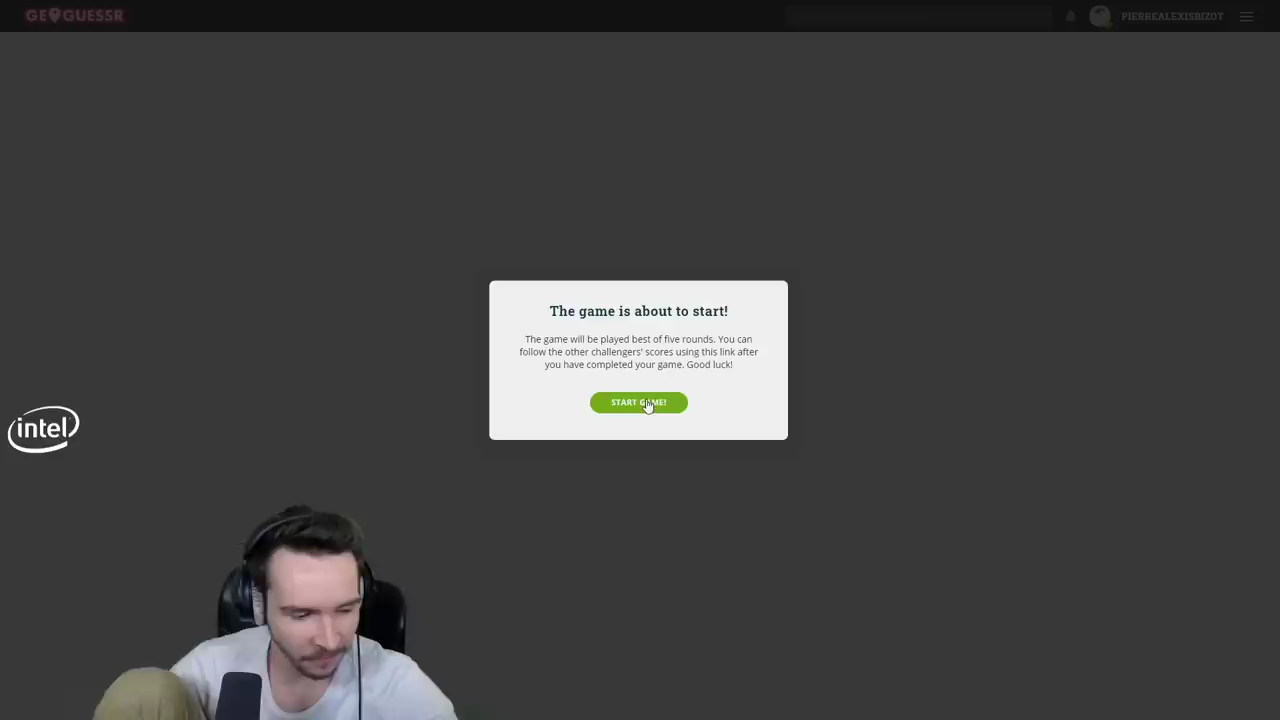 GEOGUESSR
PIERREALEXISBIZOT
The game is about to start!
The game will be played best of five rounds. You can
follow the other challengers' scores using this link after
you have completed your game. Good luck!
START GAME!
intel